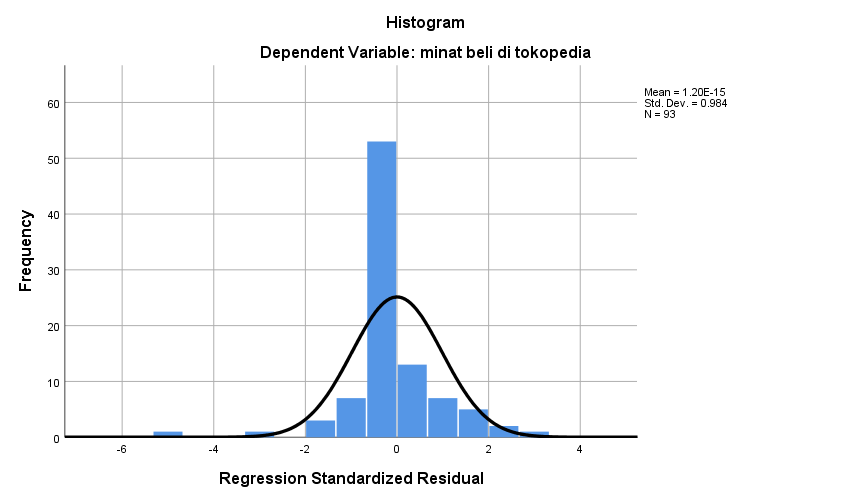 Histogram
Dependent Variable: minat beli di tokopedia
Mean = 1.20E-15
Std. Dev. = 0.984
N = 93
Frequency
60
50
40
30
20
10
0
-6 -4 -2 0 2 4
Regression Standardized Residual